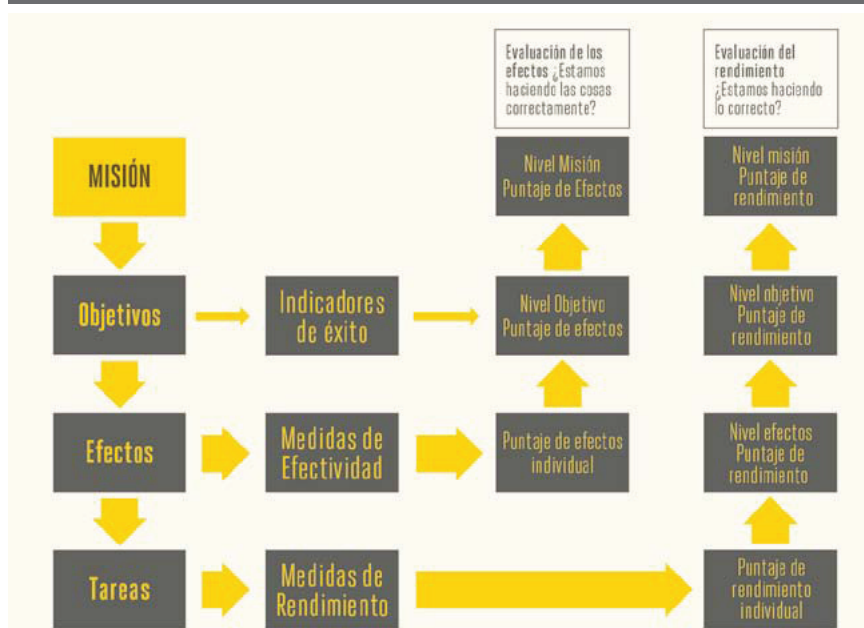 Evaluación de los
efectos ¿Estamos
haciendo las cosas
correctamente?
Evaluación del
rendimiento
¿Estamos haciendo
lo correcto?
MISIÓN
Nivel Misión
Puntaje de Efectos
Nivel misión
Puntaje de
rendimiento
Objetivos
Indicadores
de éxito
Nivel Objetivo
Puntaje de efectos
Nivel objetivo
Puntaje de
rendimiento
Efectos
Medidas de
Efectividad
Puntaje de efectos
individual
Nivel efectos
Puntaje de
rendimiento
Tareas
Medidas de
Rendimiento
Puntaje de
rendimiento
individual